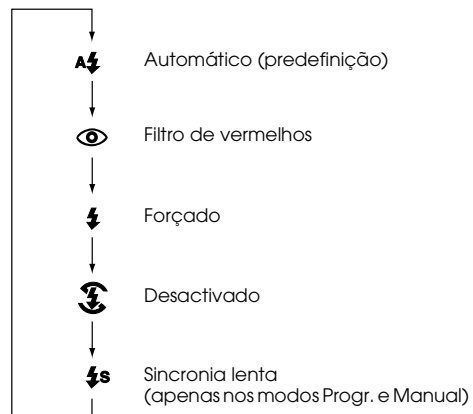 A Automático (predefinição)
Filtro de vermelhos
Forçado
Desactivado
S Sincronia lenta
(apenas nos modos Progr. e Manual)